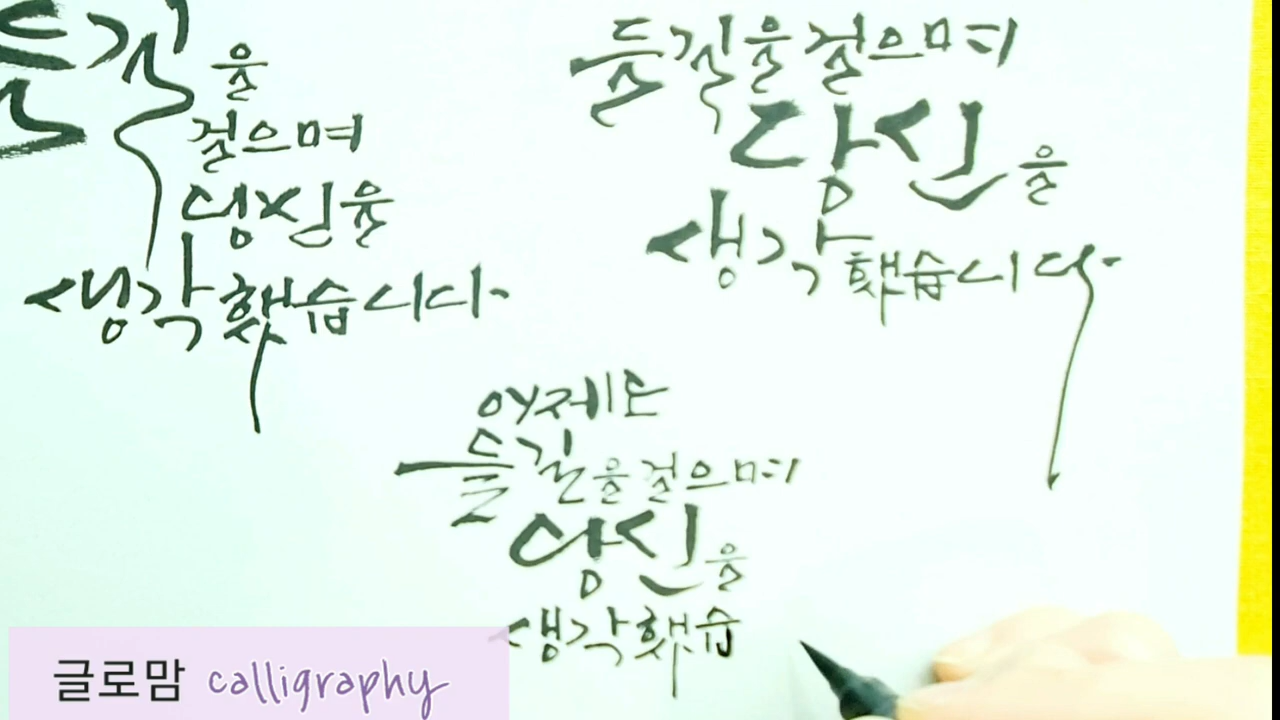 들길을
걸으며
당신을
생각했습니다.
들길을 걸으며
당신을
생각했습니다.
어제도
들길을 걸으며
당신을
생각했습
글로맘 calligraphy